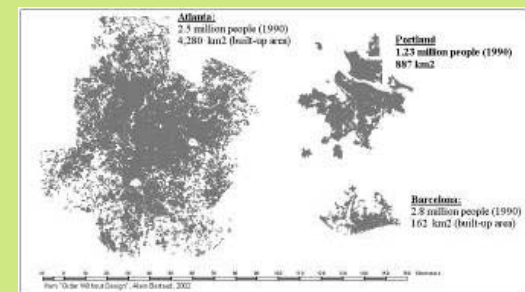 Atlanta:
2.5 million people (1990)
4,280 km2 (built-up area)
Portland
1.23 million people (1990)
887 km2
Barcelona:
2.8 million people (1990)
162 km2 (built-up area)
from "Order Without Design", Alain Bertaud, 2002